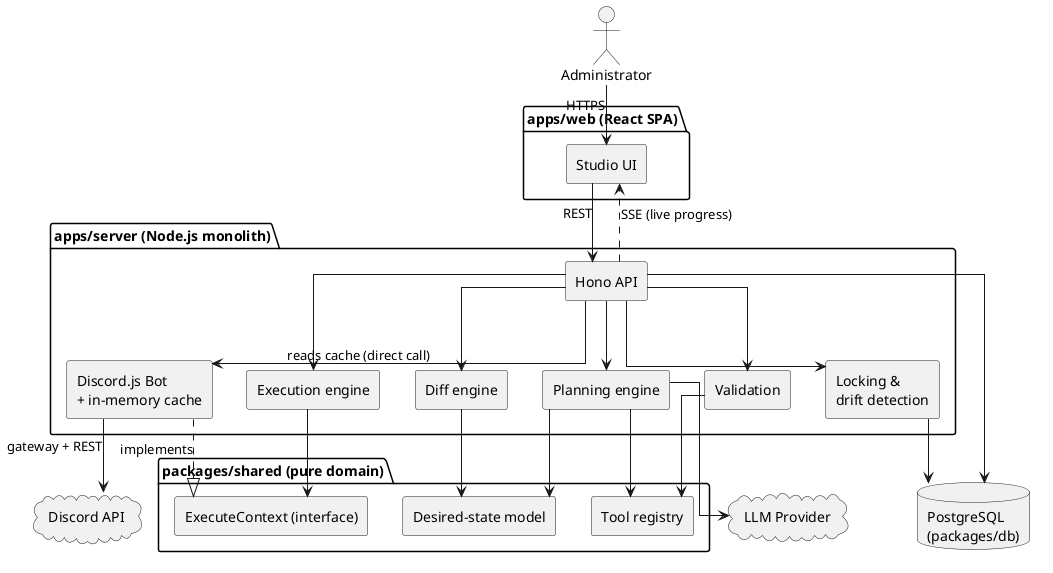 Administrator
HTTPS
apps/web (React SPA)
Studio UI
REST
SSE (live progress)
apps/server (Node.js monolith)
Hono API
reads cache (direct call)
Discord.js Bot
+ in-memory cache
Execution engine
Diff engine
Planning engine
Validation
Locking &
drift detection
gateway + REST
implements
packages/shared (pure domain)
Discord API
ExecuteContext (interface)
Desired-state model
Tool registry
LLM Provider
PostgreSQL
(packages/db)